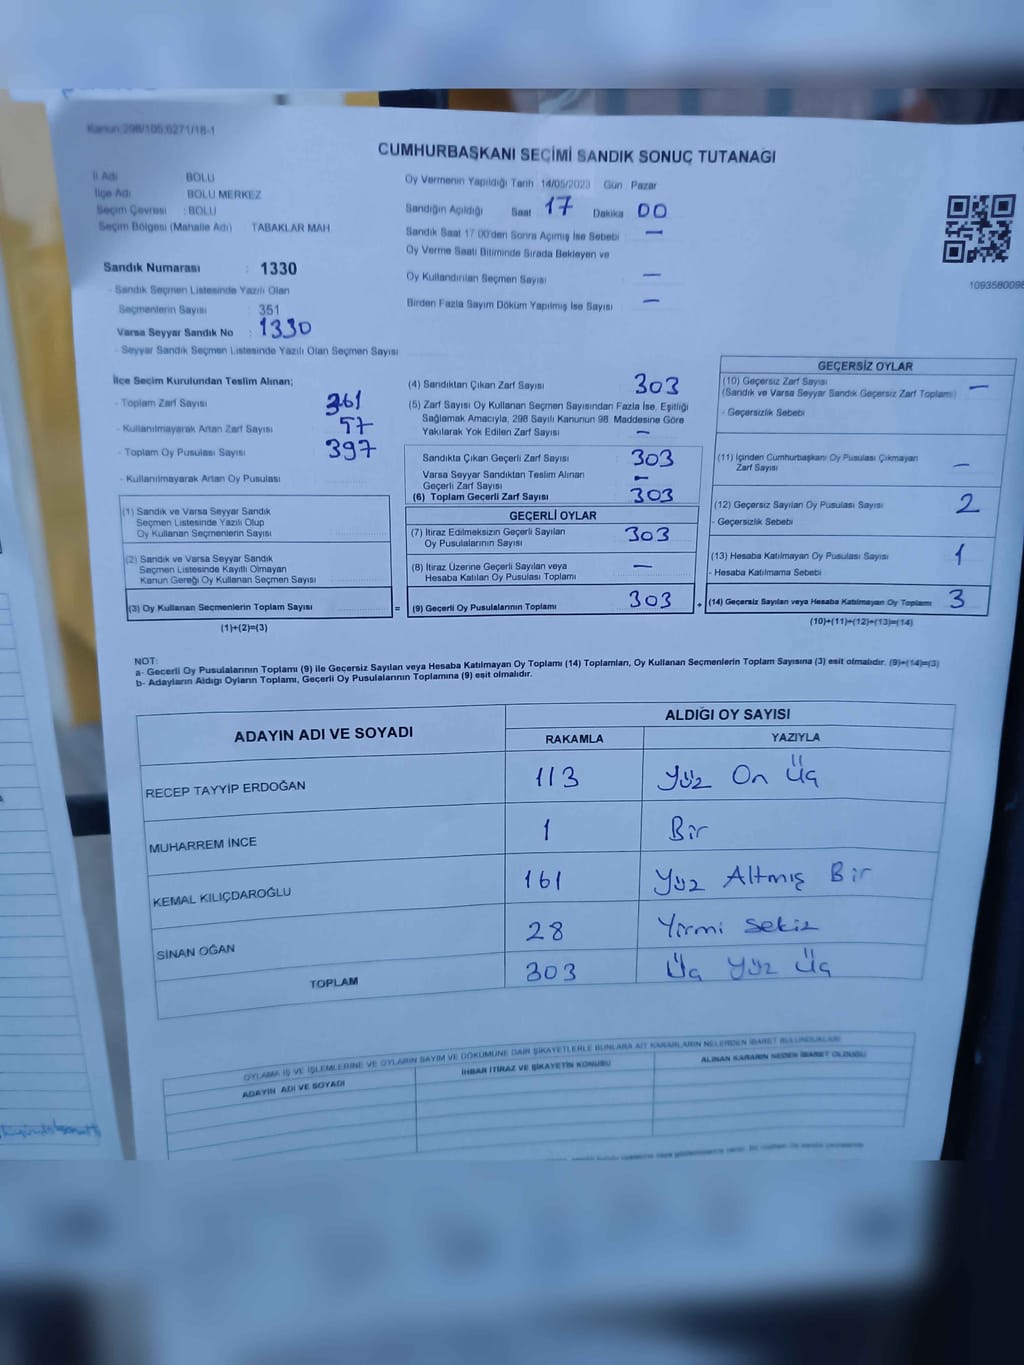 Kanun:298/105;6271/18-1
CUMHURBAŞKANI SEÇİMİ SANDIK SONUÇ TUTANAĞI
İl Adı : BOLU
İlçe Adı : BOLU MERKEZ
Seçim Çevresi : BOLU
Seçim Bölgesi (Mahalle Adı) TABAKLAR MAH.
Oy Vermenin Yapıldığı Tarih 14/05/2023 Gün : Pazar
Sandığın Açıldığı Saat 17 Dakika 00
Sandık Saat 17:00'den Sonra Açımış İse Sebebi —
Oy Verme Saati Bitiminde Sırada Bekleyen ve
Oy Kullandırılan Seçmen Sayısı —
Birden Fazla Sayım Döküm Yapılmış İse Sayısı —
Sandık Numarası : 1330
- Sandık Seçmen Listesinde Yazılı Olan
Seçmenlerin Sayısı : 351
Varsa Seyyar Sandık No : 1330
- Seyyar Sandık Seçmen Listesinde Yazılı Olan Seçmen Sayısı
İlçe Seçim Kurulundan Teslim Alınan;
- Toplam Zarf Sayısı 361
- Kullanılmayarak Artan Zarf Sayısı 57
- Toplam Oy Pusulası Sayısı 397
- Kullanılmayarak Artan Oy Pusulası
(1) Sandık ve Varsa Seyyar Sandık
Seçmen Listesinde Yazılı Olup
Oy Kullanan Seçmenlerin Sayısı
(2) Sandık ve Varsa Seyyar Sandık
Seçmen Listesinde Kayıtlı Olmayan
Kanun Gereği Oy Kullanan Seçmen Sayısı
(3) Oy Kullanan Seçmenlerin Toplam Sayısı
(1)+(2)=(3)
(4) Sandıktan Çıkan Zarf Sayısı 303
(5) Zarf Sayısı Oy Kullanan Seçmen Sayısından Fazla İse, Eşitliği
Sağlamak Amacıyla, 298 Sayılı Kanunun 98. Maddesine Göre
Yakılarak Yok Edilen Zarf Sayısı —
Sandıkta Çıkan Geçerli Zarf Sayısı 303
Varsa Seyyar Sandıktan Teslim Alınan
Geçerli Zarf Sayısı —
(6) Toplam Geçerli Zarf Sayısı 303
GEÇERLİ OYLAR
(7) İtiraz Edilmeksizin Geçerli Sayılan
Oy Pusulalarının Sayısı 303
(8) İtiraz Üzerine Geçerli Sayılan veya
Hesaba Katılan Oy Pusulası Toplamı —
= (9) Geçerli Oy Pusulalarının Toplamı 303
GEÇERSİZ OYLAR
(10) Geçersiz Zarf Sayısı
(Sandık ve Varsa Seyyar Sandık Geçersiz Zarf Toplamı) —
- Geçersizlik Sebebi
(11) İçinden Cumhurbaşkanı Oy Pusulası Çıkmayan
Zarf Sayısı —
(12) Geçersiz Sayılan Oy Pusulası Sayısı 2
- Geçersizlik Sebebi
(13) Hesaba Katılmayan Oy Pusulası Sayısı 1
- Hesaba Katılmama Sebebi
+ (14) Geçersiz Sayılan veya Hesaba Katılmayan Oy Toplamı 3
(10)+(11)+(12)+(13)=(14)
NOT:
a- Geçerli Oy Pusulalarının Toplamı (9) ile Geçersiz Sayılan veya Hesaba Katılmayan Oy Toplamı (14) Toplamları, Oy Kullanan Seçmenlerin Toplam Sayısına (3) eşit olmalıdır. (9)+(14)=(3)
b- Adayların Aldığı Oyların Toplamı, Geçerli Oy Pusulalarının Toplamına (9) eşit olmalıdır.
ADAYIN ADI VE SOYADI
ALDIĞI OY SAYISI
RAKAMLA YAZIYLA
RECEP TAYYİP ERDOĞAN 113 Yüz On Üç
MUHARREM İNCE 1 Bir
KEMAL KILIÇDAROĞLU 161 Yüz Altmış Bir
SİNAN OĞAN 28 Yirmi Sekiz
TOPLAM 303 Üç Yüz Üç
OYLAMA İŞ VE İŞLEMLERİNE VE OYLARIN SAYIM VE DÖKÜMÜNE DAİR ŞİKAYETLERLE BUNLARA AİT KARARLARIN NELERDEN İBARET BULUNDUKLARI
ADAYIN ADI VE SOYADI
İHBAR İTİRAZ VE ŞİKAYETİN KONUSU
ALINAN KARARIN NEDEN İBARET OLDUĞU